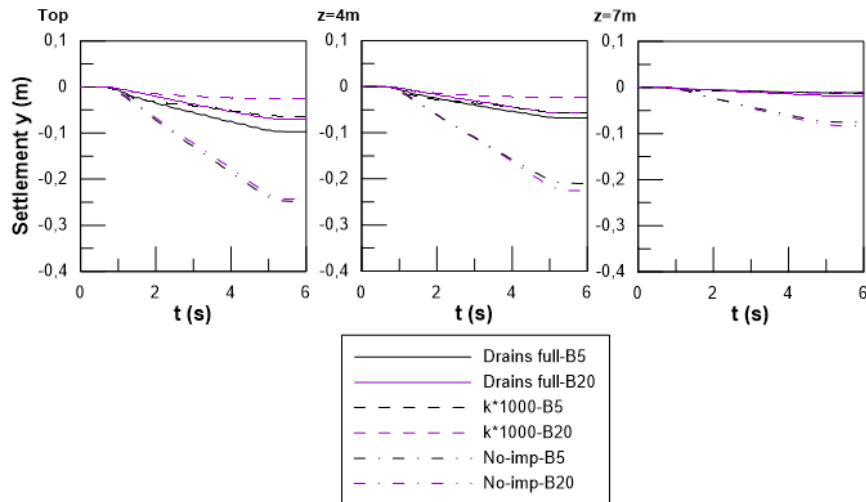 Top
z=4m
z=7m
Settlement y (m)
0,1
0
-0,1
-0,2
-0,3
-0,4
0,1
0
-0,1
-0,2
-0,3
-0,4
0,1
0
-0,1
-0,2
-0,3
-0,4
0 2 4 6
0 2 4 6
0 2 4 6
t (s)
t (s)
t (s)
Drains full-B5
Drains full-B20
k*1000-B5
k*1000-B20
No-imp-B5
No-imp-B20